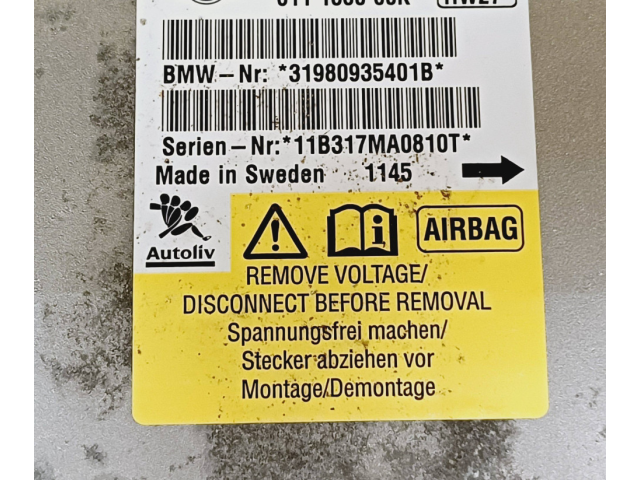 BMW-Nr: *31980935401B*
Serien-Nr:*11B317MA0810T*
Made in Sweden 1145
Autoliv
AIRBAG
REMOVE VOLTAGE/
DISCONNECT BEFORE REMOVAL
Spannungsfrei machen/
Stecker abziehen vor
Montage/Demontage